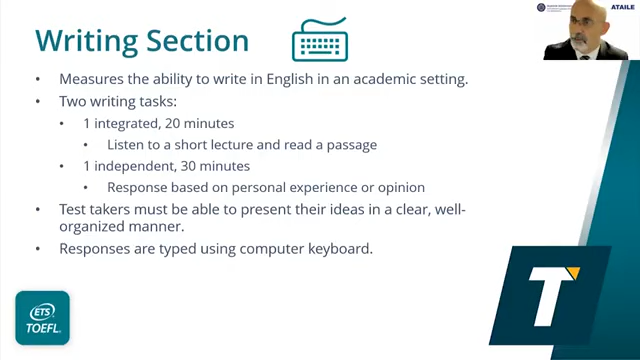 ATAILE
Writing Section
• Measures the ability to write in English in an academic setting.
• Two writing tasks:
• 1 integrated, 20 minutes
• Listen to a short lecture and read a passage
• 1 independent, 30 minutes
• Response based on personal experience or opinion
• Test takers must be able to present their ideas in a clear, well-
organized manner.
• Responses are typed using computer keyboard.
ETS
TOEFL
T